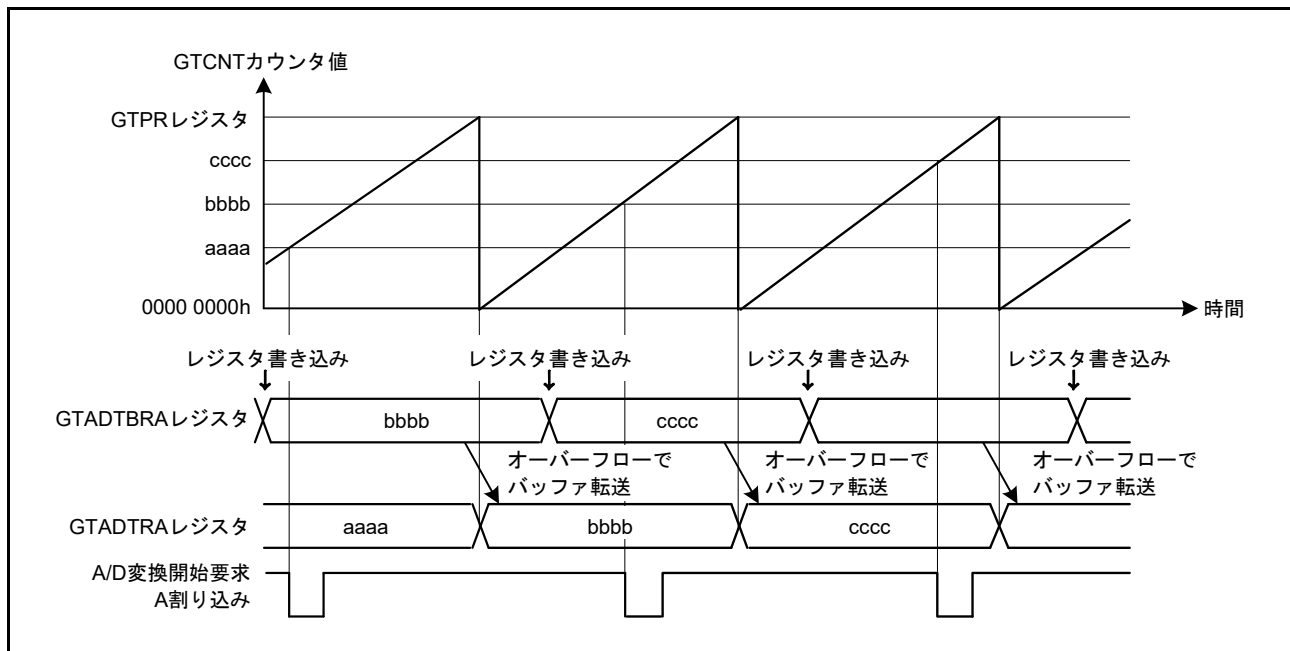 GTCNTカウンタ値
GTPRレジスタ
cccc
bbbb
aaaa
0000 0000h
時間
レジスタ書き込み レジスタ書き込み レジスタ書き込み レジスタ書き込み
GTADTBRAレジスタ bbbb cccc
オーバーフローで オーバーフローで オーバーフローで
バッファ転送 バッファ転送 バッファ転送
GTADTRAレジスタ aaaa bbbb cccc
A/D変換開始要求
A割り込み